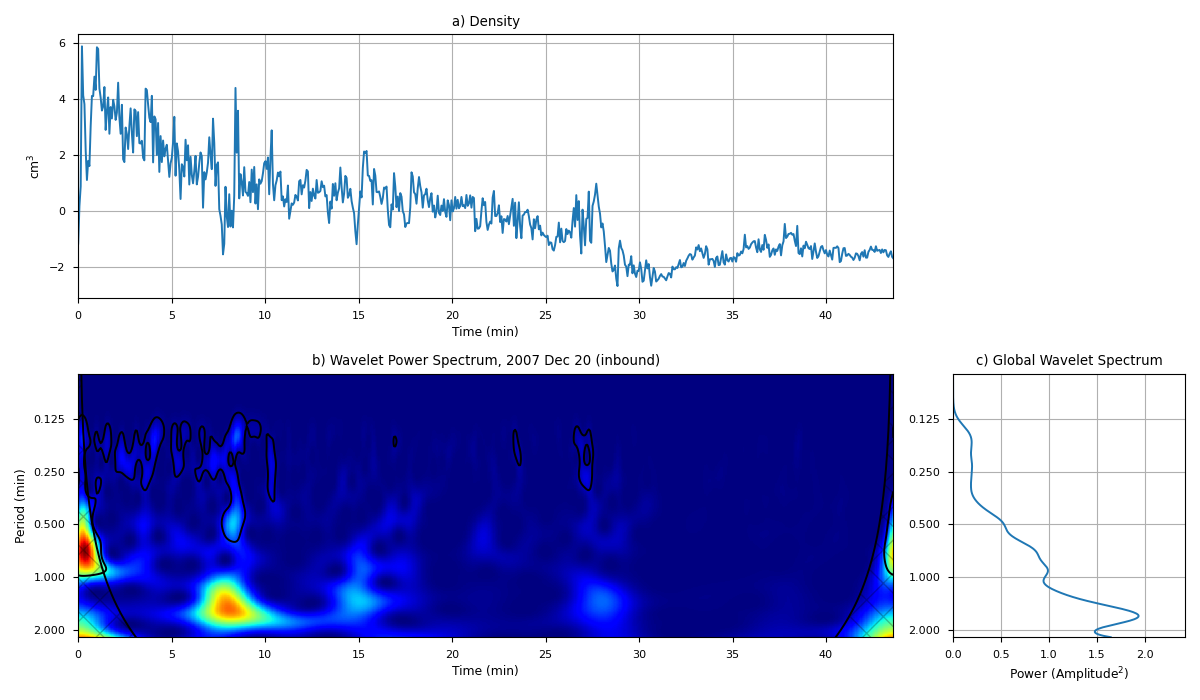 a) Density
6
4
2
0
−2
cm³
0 5 10 15 20 25 30 35 40
Time (min)
b) Wavelet Power Spectrum, 2007 Dec 20 (inbound)
0.125
0.250
0.500
1.000
2.000
Period (min)
0 5 10 15 20 25 30 35 40
Time (min)
c) Global Wavelet Spectrum
0.125
0.250
0.500
1.000
2.000
0.0 0.5 1.0 1.5 2.0
Power (Amplitude²)